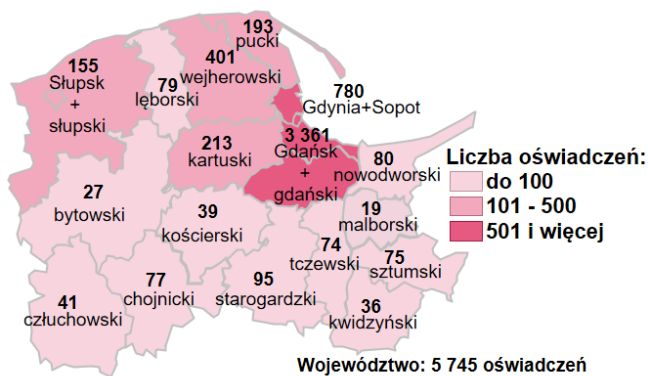 193
pucki
401
wejherowski
155
Słupsk
+
słupski
79
lęborski
780
Gdynia+Sopot
3 361
Gdańsk
+
gdański
213
kartuski
80
nowodworski
Liczba oświadczeń:
do 100
101 - 500
501 i więcej
27
bytowski
39
kościerski
19
malborski
74
tczewski
75
sztumski
95
starogardzki
77
chojnicki
41
człuchowski
36
kwidzyński
Województwo: 5 745 oświadczeń